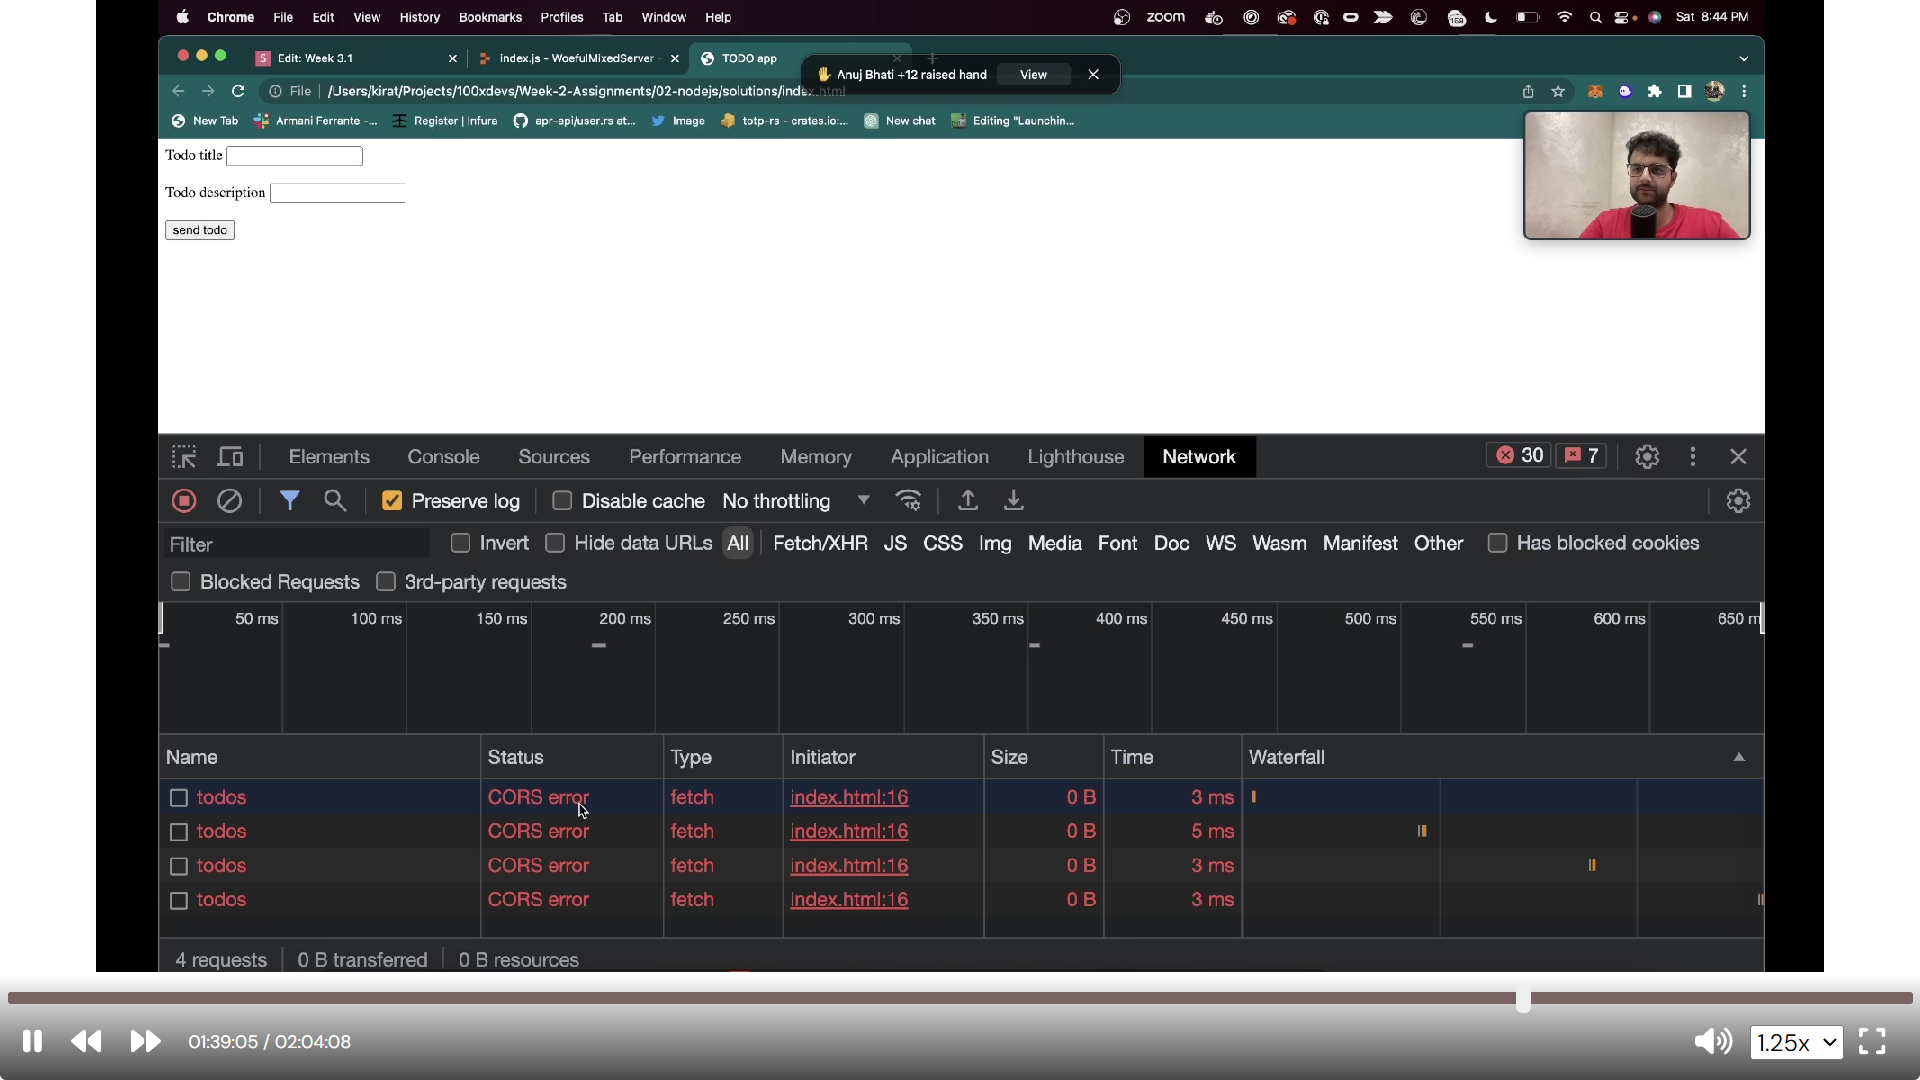 Chrome File Edit View History Bookmarks Profiles Tab Window Help zoom 159 Sat 8:44 PM
S Edit: Week 3.1 index.js - WoefulMixedServer - TODO app
Anuj Bhati +12 raised hand View
File /Users/kirat/Projects/100xdevs/Week-2-Assignments/02-nodejs/solutions/index.html
New Tab Armani Ferrante -... Register | Infura apr-api/user.rs at... Image totp-rs - crates.io:... New chat Editing "Launchin...
Todo title
Todo description
send todo
Elements Console Sources Performance Memory Application Lighthouse Network 30 7
Preserve log Disable cache No throttling
Filter Invert Hide data URLs All Fetch/XHR JS CSS Img Media Font Doc WS Wasm Manifest Other Has blocked cookies
Blocked Requests 3rd-party requests
50 ms 100 ms 150 ms 200 ms 250 ms 300 ms 350 ms 400 ms 450 ms 500 ms 550 ms 600 ms 650 m
Name Status Type Initiator Size Time Waterfall
todos CORS error fetch index.html:16 0 B 3 ms
todos CORS error fetch index.html:16 0 B 5 ms
todos CORS error fetch index.html:16 0 B 3 ms
todos CORS error fetch index.html:16 0 B 3 ms
4 requests 0 B transferred 0 B resources
01:39:05 / 02:04:08 1.25x